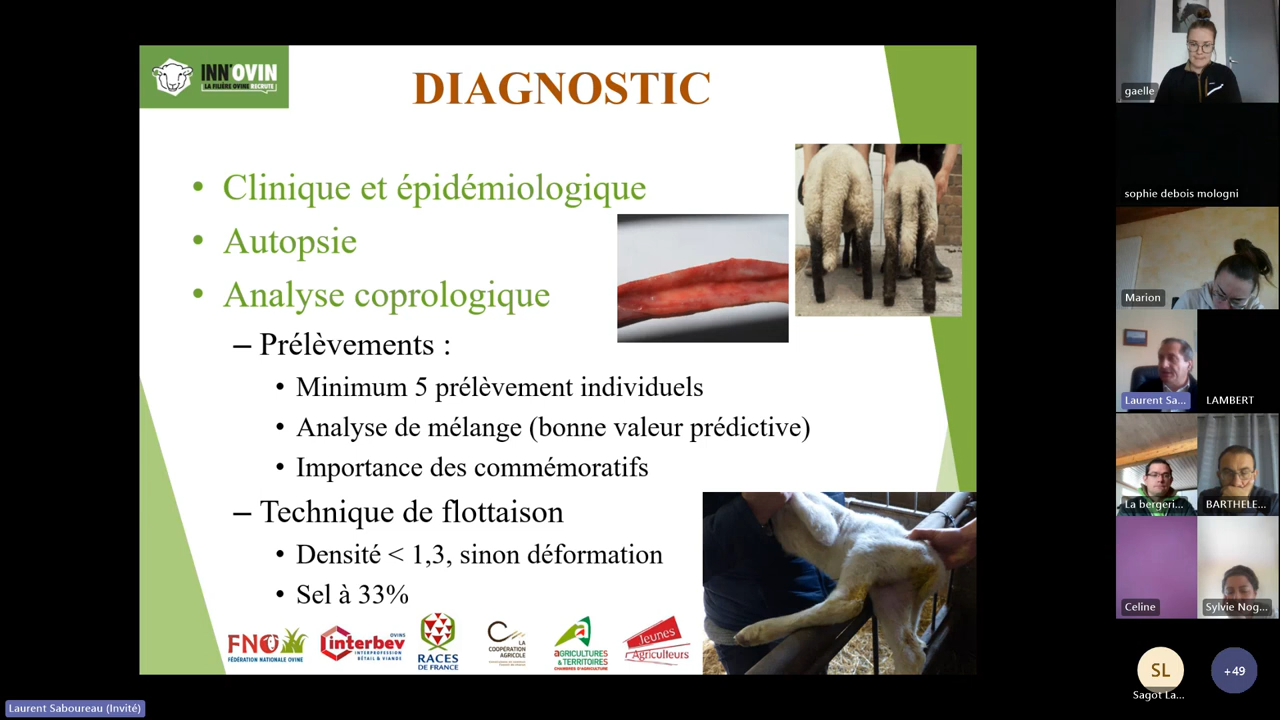 INN'OVIN
LA FILIÈRE OVINE RECRUTE !
DIAGNOSTIC
• Clinique et épidémiologique
• Autopsie
• Analyse coprologique
– Prélèvements :
• Minimum 5 prélèvement individuels
• Analyse de mélange (bonne valeur prédictive)
• Importance des commémoratifs
– Technique de flottaison
• Densité < 1,3, sinon déformation
• Sel à 33%
FNO
FÉDÉRATION NATIONALE OVINE
OVINS
interbev
INTERPROFESSION
BÉTAIL & VIANDE
RACES
DE FRANCE
LA
COOPÉRATION
AGRICOLE
AGRICULTURES
& TERRITOIRES
CHAMBRES D'AGRICULTURE
Jeunes
Agriculteurs
gaelle
sophie debois mologni
Marion
Laurent Sa...
LAMBERT
La bergeri...
BARTHELE...
Celine
Sylvie Nog...
SL
Sagot La...
+49
Laurent Saboureau (Invité)